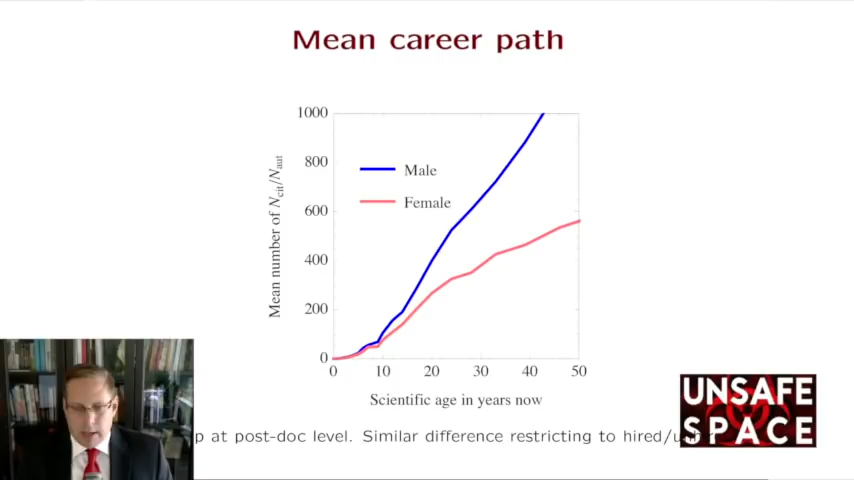 Mean career path
1000
800
600
400
200
0
Mean number of N_cit/N_aut
Male
Female
0 10 20 30 40 50
Scientific age in years now
at post-doc level. Similar difference restricting to hired/
UNSAFE
SPACE